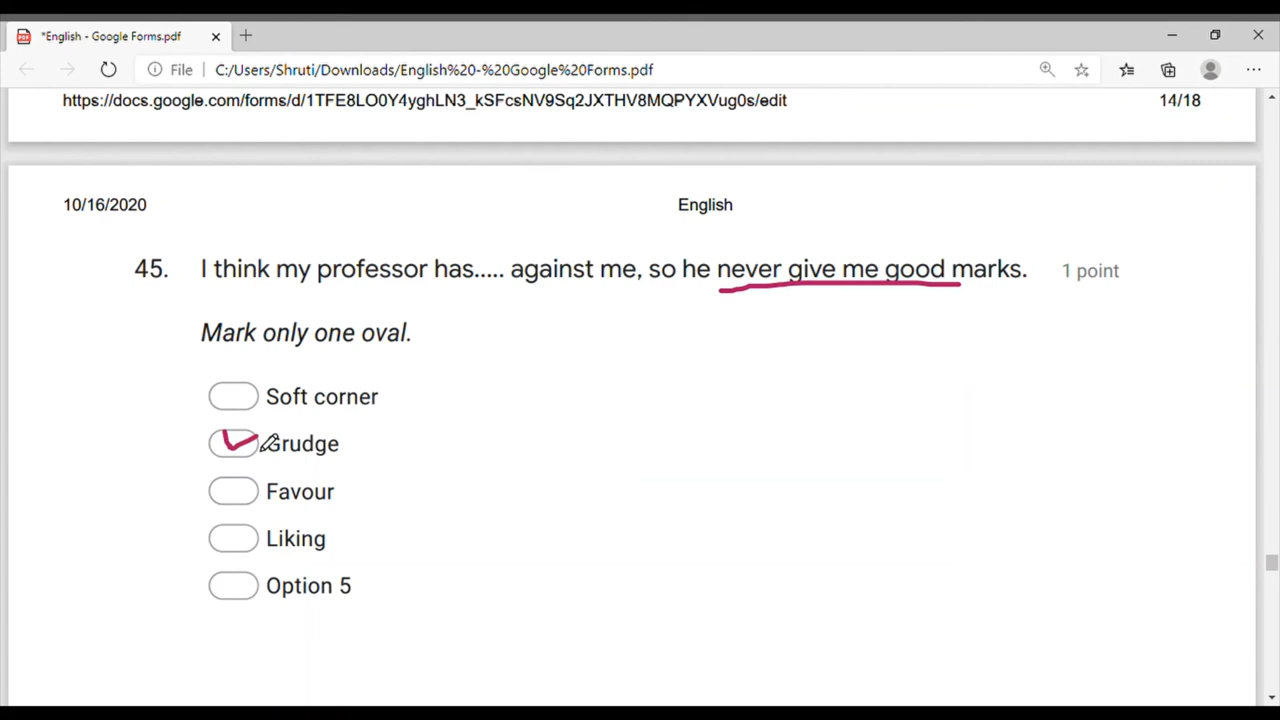 *English - Google Forms.pdf
File | C:/Users/Shruti/Downloads/English%20-%20Google%20Forms.pdf
https://docs.google.com/forms/d/1TFE8LO0Y4yghLN3_kSFcsNV9Sq2JXTHV8MQPYXVug0s/edit 14/18
10/16/2020 English
45. I think my professor has..... against me, so he never give me good marks. 1 point
Mark only one oval.
Soft corner
Grudge
Favour
Liking
Option 5